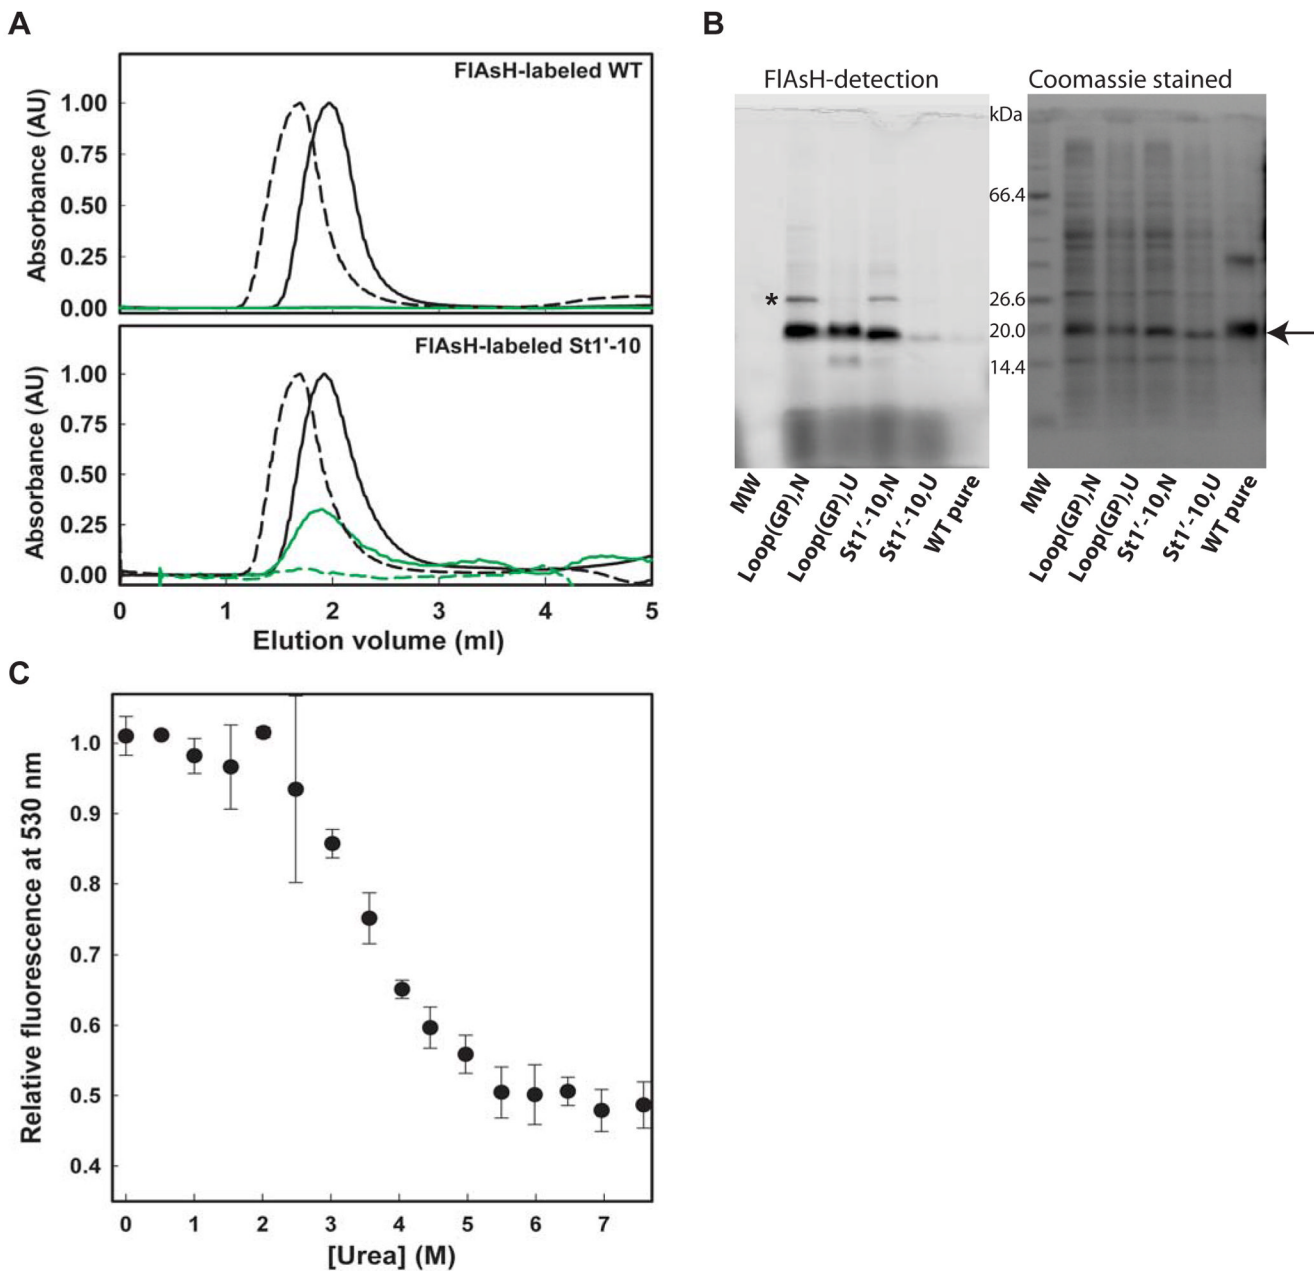 A
FlAsH-labeled WT
Absorbance (AU)
1.00
0.75
0.50
0.25
0.00
FlAsH-labeled St1'-10
Absorbance (AU)
1.00
0.75
0.50
0.25
0.00
0 1 2 3 4 5
Elution volume (ml)
B
FlAsH-detection
Coomassie stained
kDa
66.4
*
26.6
20.0
14.4
MW
Loop(GP),N
Loop(GP),U
St1'-10,N
St1'-10,U
WT pure
MW
Loop(GP),N
Loop(GP),U
St1'-10,N
St1'-10,U
WT pure
C
Relative fluorescence at 530 nm
1.0
0.9
0.8
0.7
0.6
0.5
0.4
0 1 2 3 4 5 6 7
[Urea] (M)